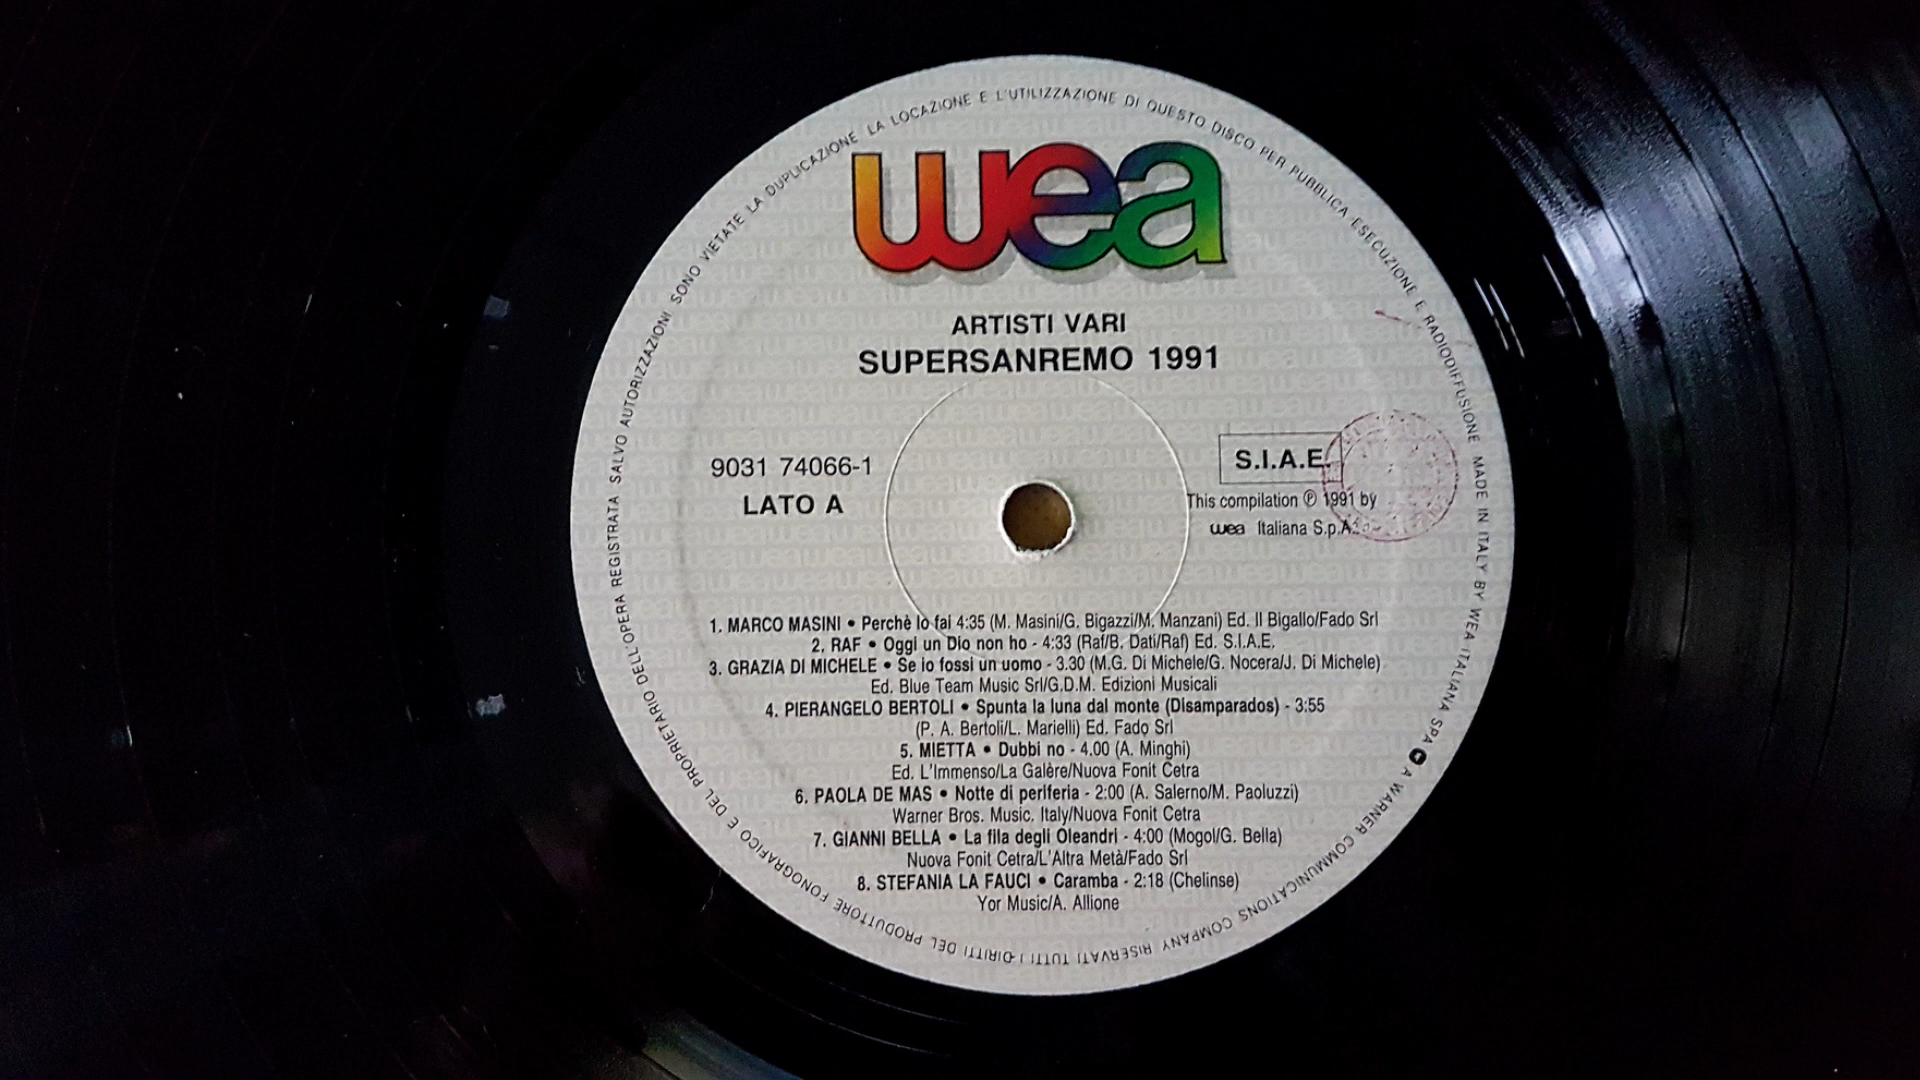 wea
ARTISTI VARI
SUPERSANREMO 1991
9031 74066-1
LATO A
S.I.A.E.
This compilation ℗ 1991 by
wea Italiana S.p.A.
1. MARCO MASINI • Perchè lo fai 4:35 (M. Masini/G. Bigazzi/M. Manzani) Ed. Il Bigallo/Fado Srl
2. RAF • Oggi un Dio non ho - 4:33 (Raf/B. Dati/Raf) Ed. S.I.A.E.
3. GRAZIA DI MICHELE • Se io fossi un uomo - 3.30 (M.G. Di Michele/G. Nocera/J. Di Michele)
Ed. Blue Team Music Srl/G.D.M. Edizioni Musicali
4. PIERANGELO BERTOLI • Spunta la luna dal monte (Disamparados) - 3:55
(P. A. Bertoli/L. Marielli) Ed. Fado Srl
5. MIETTA • Dubbi no - 4.00 (A. Minghi)
Ed. L'Immenso/La Galère/Nuova Fonit Cetra
6. PAOLA DE MAS • Notte di periferia - 2:00 (A. Salerno/M. Paoluzzi)
Warner Bros. Music. Italy/Nuova Fonit Cetra
7. GIANNI BELLA • La fila degli Oleandri - 4:00 (Mogol/G. Bella)
Nuova Fonit Cetra/L'Altra Metà/Fado Srl
8. STEFANIA LA FAUCI • Caramba - 2:18 (Chelinse)
Yor Music/A. Allione
MADE IN ITALY BY WEA ITALIANA SPA A WARNER COMMUNICATIONS COMPANY RISERVATI TUTTI I DIRITTI DEL PRODUTTORE FONOGRAFICO E DEL PROPRIETARIO DELL'OPERA REGISTRATA SALVO AUTORIZZAZIONI SONO VIETATE LA DUPLICAZIONE LA LOCAZIONE E L'UTILIZZAZIONE DI QUESTO DISCO PER PUBBLICA ESECUZIONE E RADIODIFFUSIONE